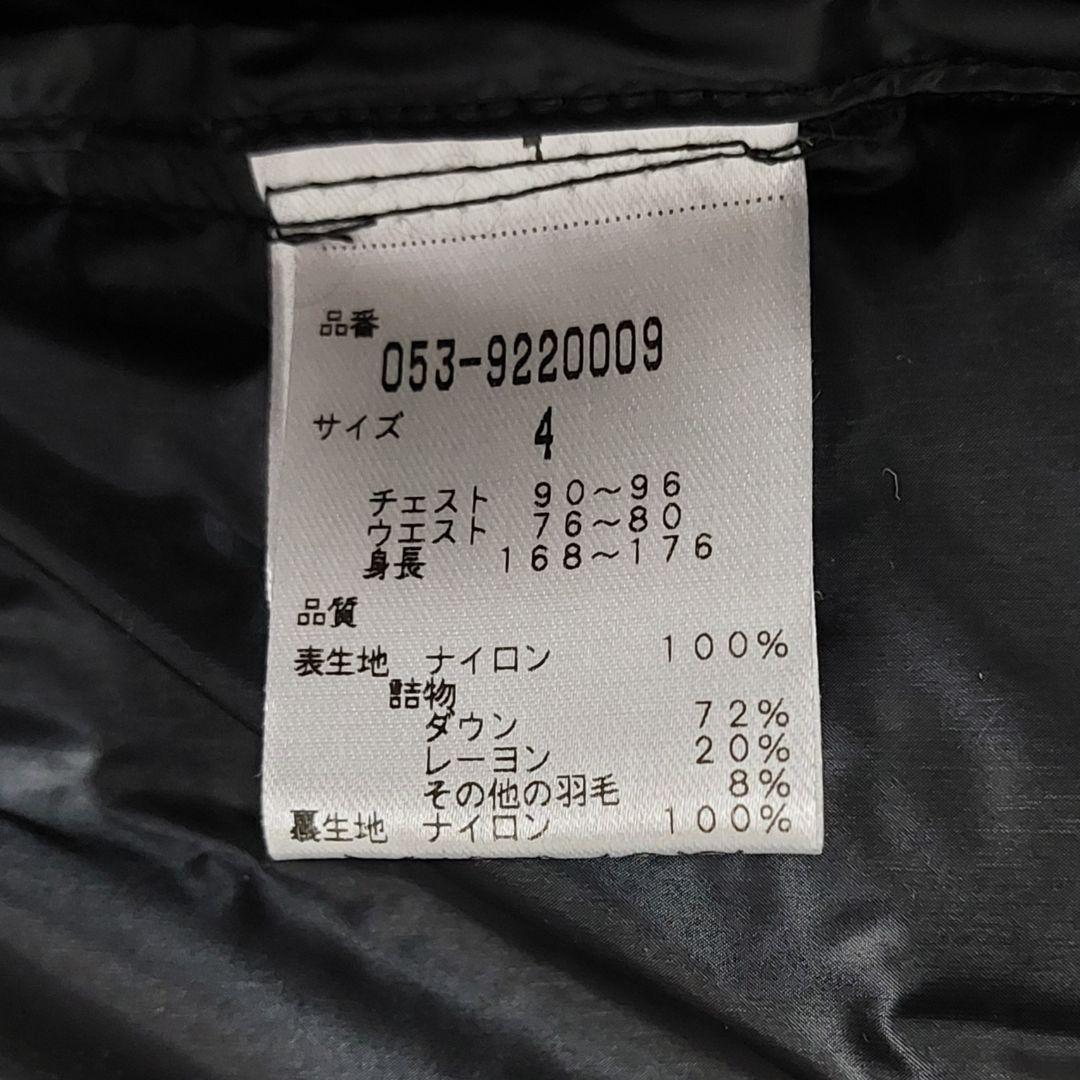 品番
053-9220009
サイズ 4
チェスト 90～96
ウエスト 76～80
身長 168～176
品質
表生地 ナイロン 100%
詰物
ダウン 72%
レーヨン 20%
その他の羽毛 8%
裏生地 ナイロン 100%